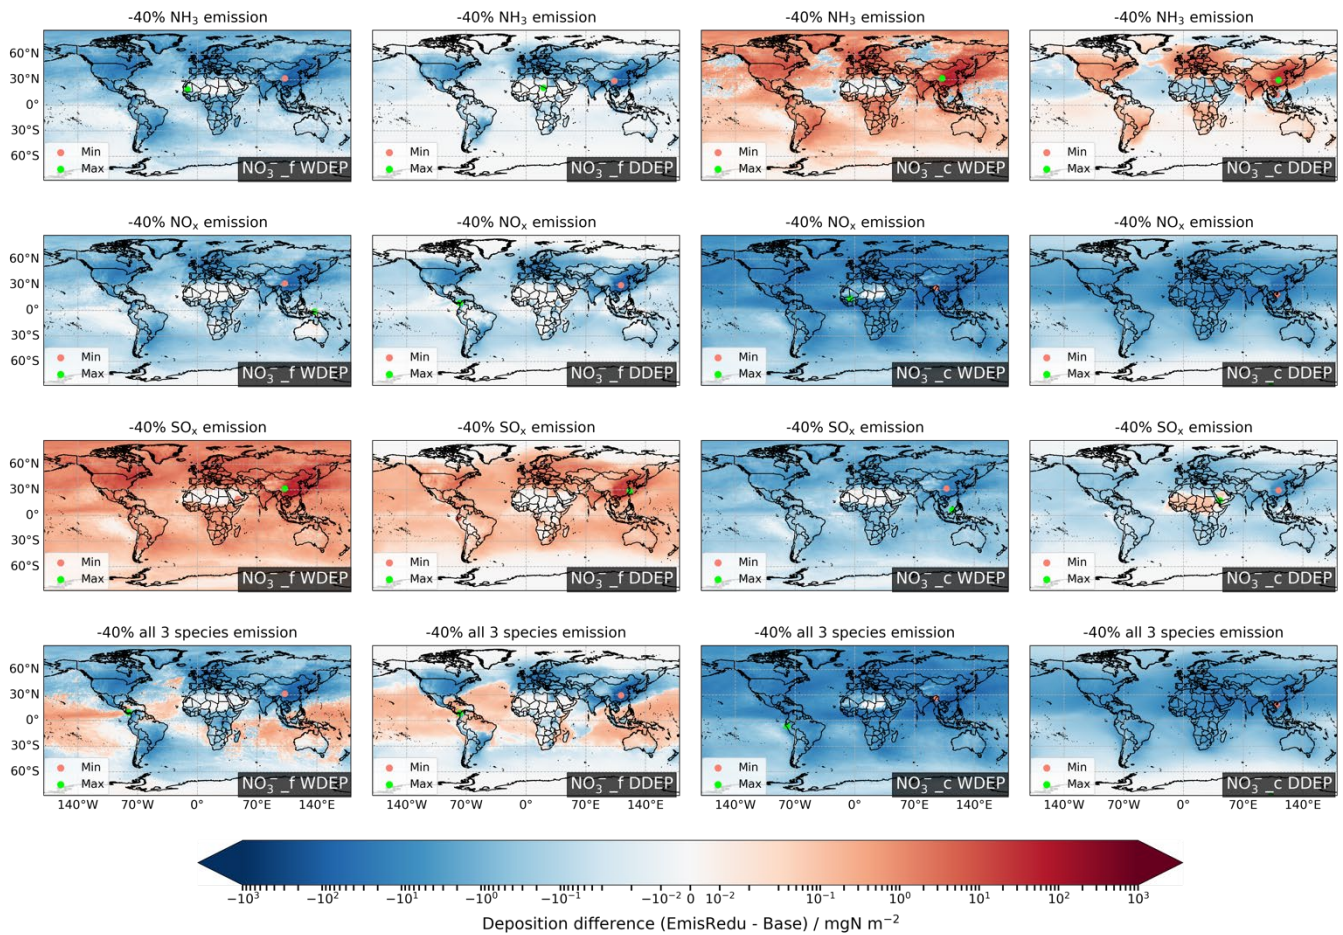 -40% NH₃ emission -40% NH₃ emission -40% NH₃ emission -40% NH₃ emission
60°N
30°N
0°
30°S
60°S
Min Min Min Min
Max Max Max Max
NO₃⁻_f WDEP NO₃⁻_f DDEP NO₃⁻_c WDEP NO₃⁻_c DDEP
-40% NOₓ emission -40% NOₓ emission -40% NOₓ emission -40% NOₓ emission
60°N
30°N
0°
30°S
60°S
Min Min Min Min
Max Max Max Max
NO₃⁻_f WDEP NO₃⁻_f DDEP NO₃⁻_c WDEP NO₃⁻_c DDEP
-40% SOₓ emission -40% SOₓ emission -40% SOₓ emission -40% SOₓ emission
60°N
30°N
0°
30°S
60°S
Min Min Min Min
Max Max Max Max
NO₃⁻_f WDEP NO₃⁻_f DDEP NO₃⁻_c WDEP NO₃⁻_c DDEP
-40% all 3 species emission -40% all 3 species emission -40% all 3 species emission -40% all 3 species emission
60°N
30°N
0°
30°S
60°S
Min Min Min Min
Max Max Max Max
NO₃⁻_f WDEP NO₃⁻_f DDEP NO₃⁻_c WDEP NO₃⁻_c DDEP
140°W 70°W 0° 70°E 140°E 140°W 70°W 0° 70°E 140°E 140°W 70°W 0° 70°E 140°E 140°W 70°W 0° 70°E 140°E
−10³ −10² −10¹ −10⁰ −10⁻¹ −10⁻² 0 10⁻² 10⁻¹ 10⁰ 10¹ 10² 10³
Deposition difference (EmisRedu - Base) / mgN m⁻²